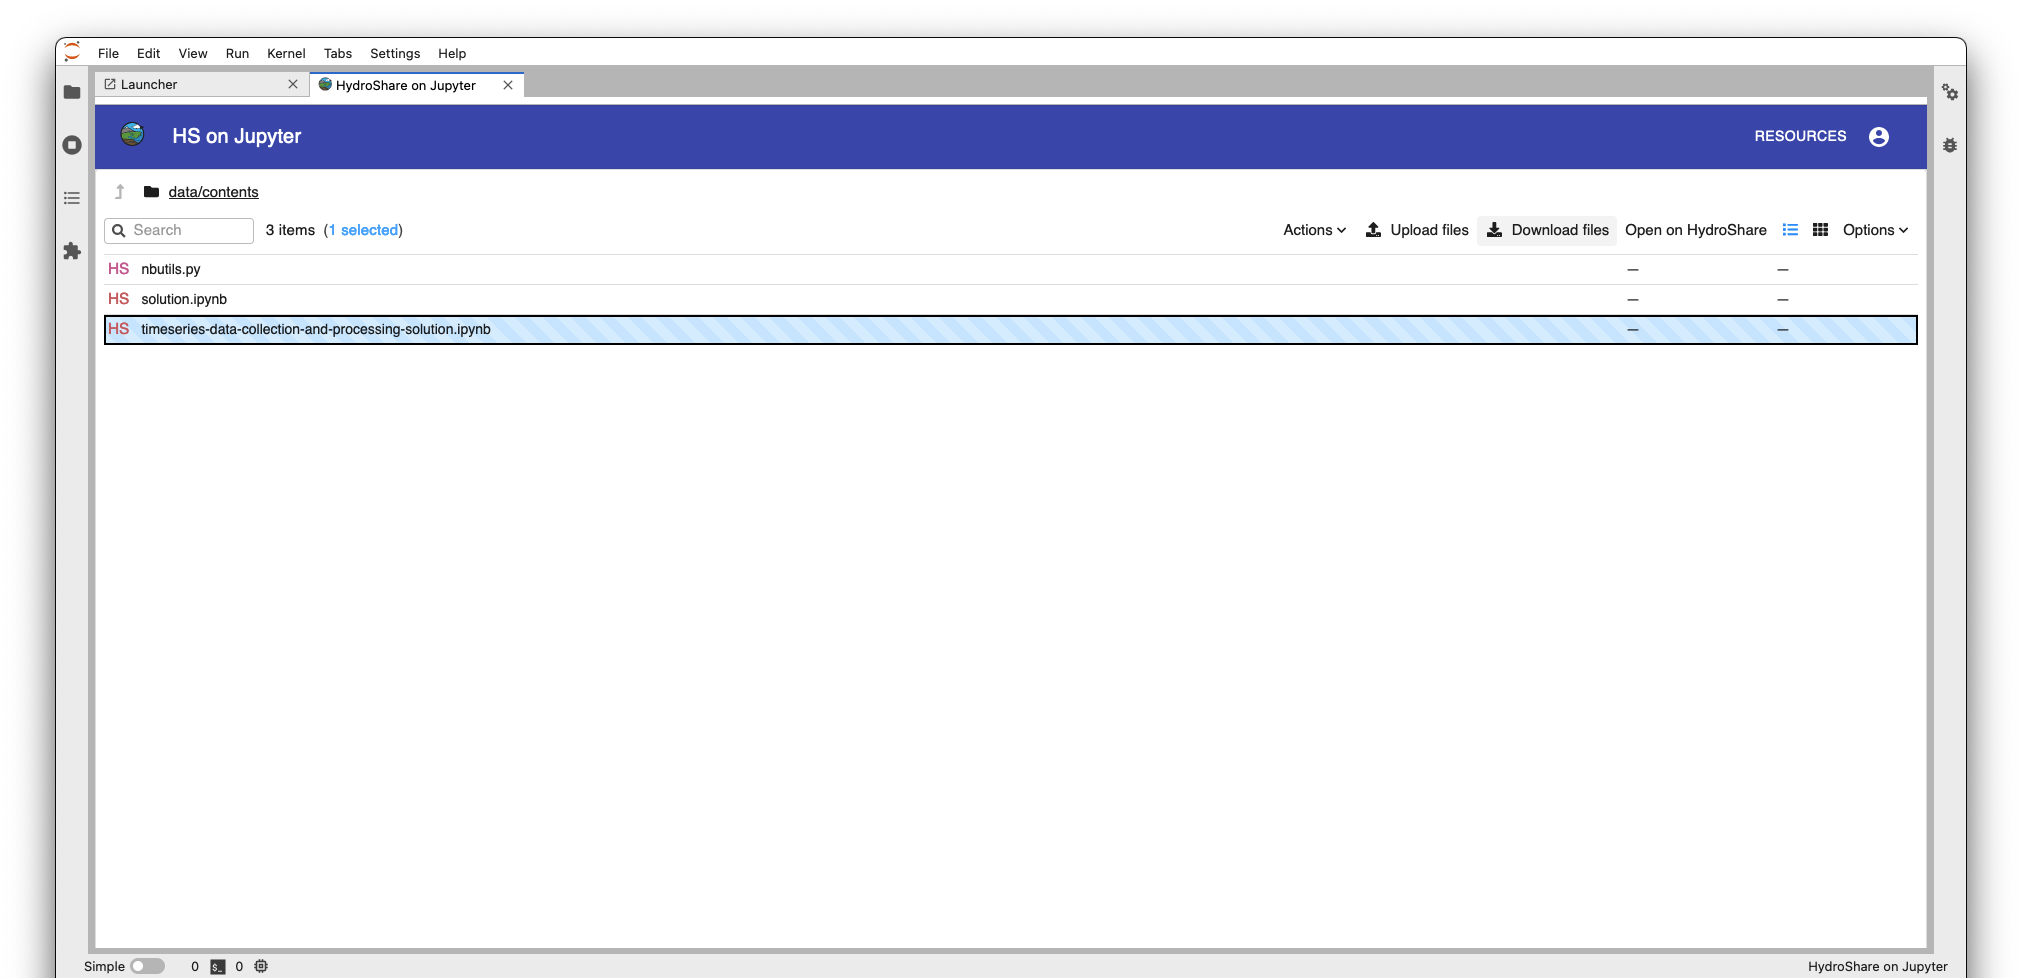 File Edit View Run Kernel Tabs Settings Help
Launcher HydroShare on Jupyter
HS on Jupyter RESOURCES
data/contents
Search 3 items (1 selected) Actions Upload files Download files Open on HydroShare Options
HS nbutils.py — —
HS solution.ipynb — —
HS timeseries-data-collection-and-processing-solution.ipynb — —
Simple 0 $_ 0 HydroShare on Jupyter